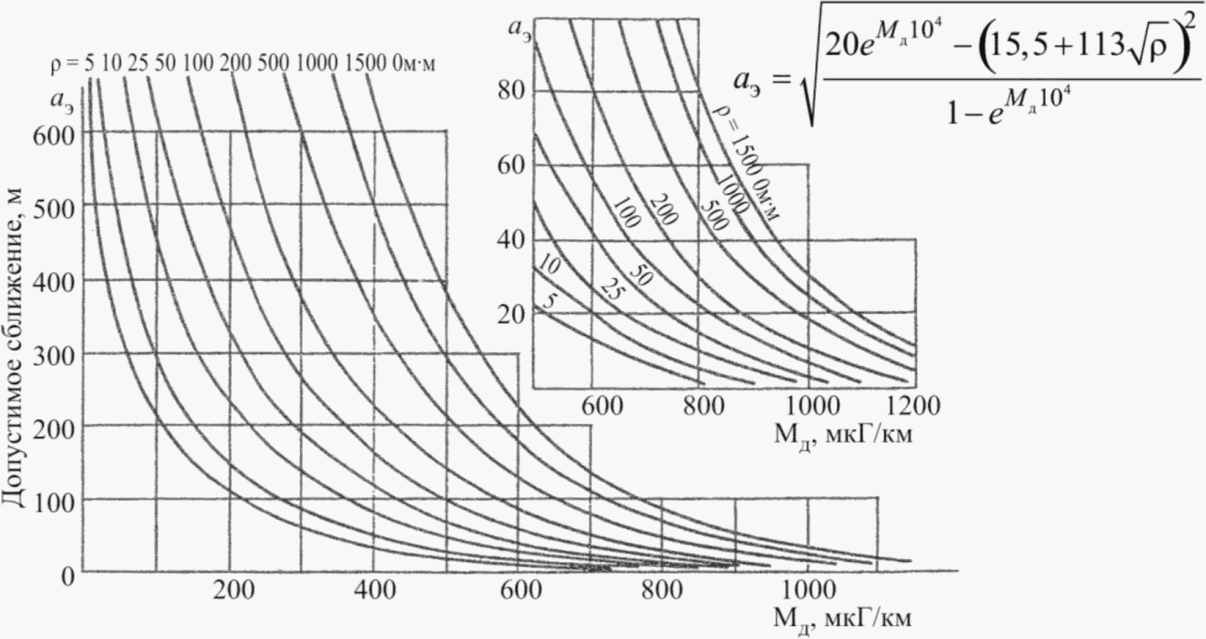 ρ = 5 10 25 50 100 200 500 1000 1500 0м·м
aэ
600
500
400
300
200
100
0
Допустимое сближение, м
200 400 600 800 1000
Mд, мкГ/км
aэ
80
60
40
20
ρ = 1500 0м·м
1000
500
200
100
50
25
10
5
600 800 1000 1200
Mд, мкГ/км
aэ = √((20e^(Mд10⁴) − (15,5+113√ρ)²) / (1−e^(Mд10⁴)))